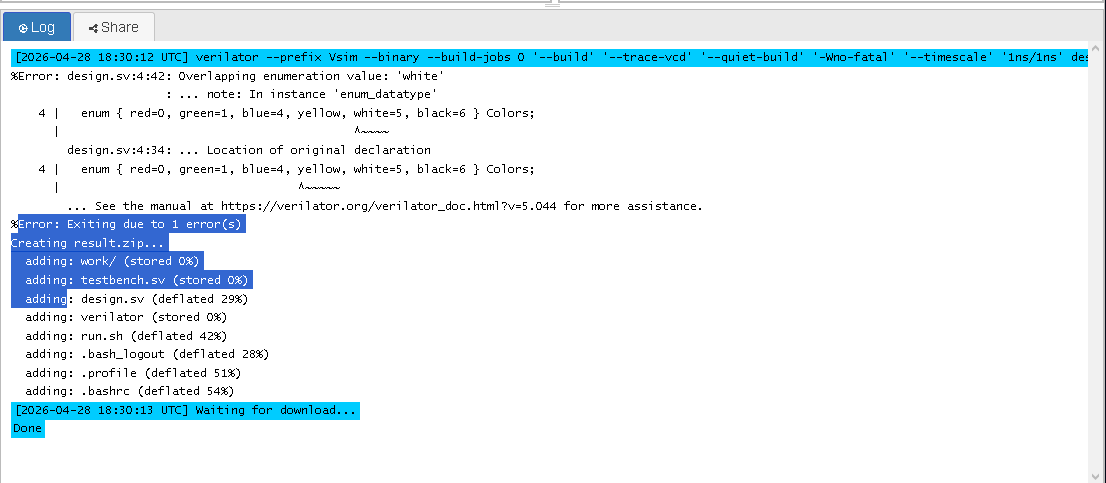 Log
Share
[2026-04-28 18:30:12 UTC] verilator --prefix Vsim --binary --build-jobs 0 '--build' '--trace-vcd' '--quiet-build' '-Wno-fatal' '--timescale' '1ns/1ns' des
%Error: design.sv:4:42: Overlapping enumeration value: 'white'
: ... note: In instance 'enum_datatype'
4 |   enum { red=0, green=1, blue=4, yellow, white=5, black=6 } Colors;
|                                          ^~~~~
design.sv:4:34: ... Location of original declaration
4 |   enum { red=0, green=1, blue=4, yellow, white=5, black=6 } Colors;
|                                  ^~~~~~
... See the manual at https://verilator.org/verilator_doc.html?v=5.044 for more assistance.
%Error: Exiting due to 1 error(s)
Creating result.zip...
adding: work/ (stored 0%)
adding: testbench.sv (stored 0%)
adding: design.sv (deflated 29%)
adding: verilator (stored 0%)
adding: run.sh (deflated 42%)
adding: .bash_logout (deflated 28%)
adding: .profile (deflated 51%)
adding: .bashrc (deflated 54%)
[2026-04-28 18:30:13 UTC] Waiting for download...
Done